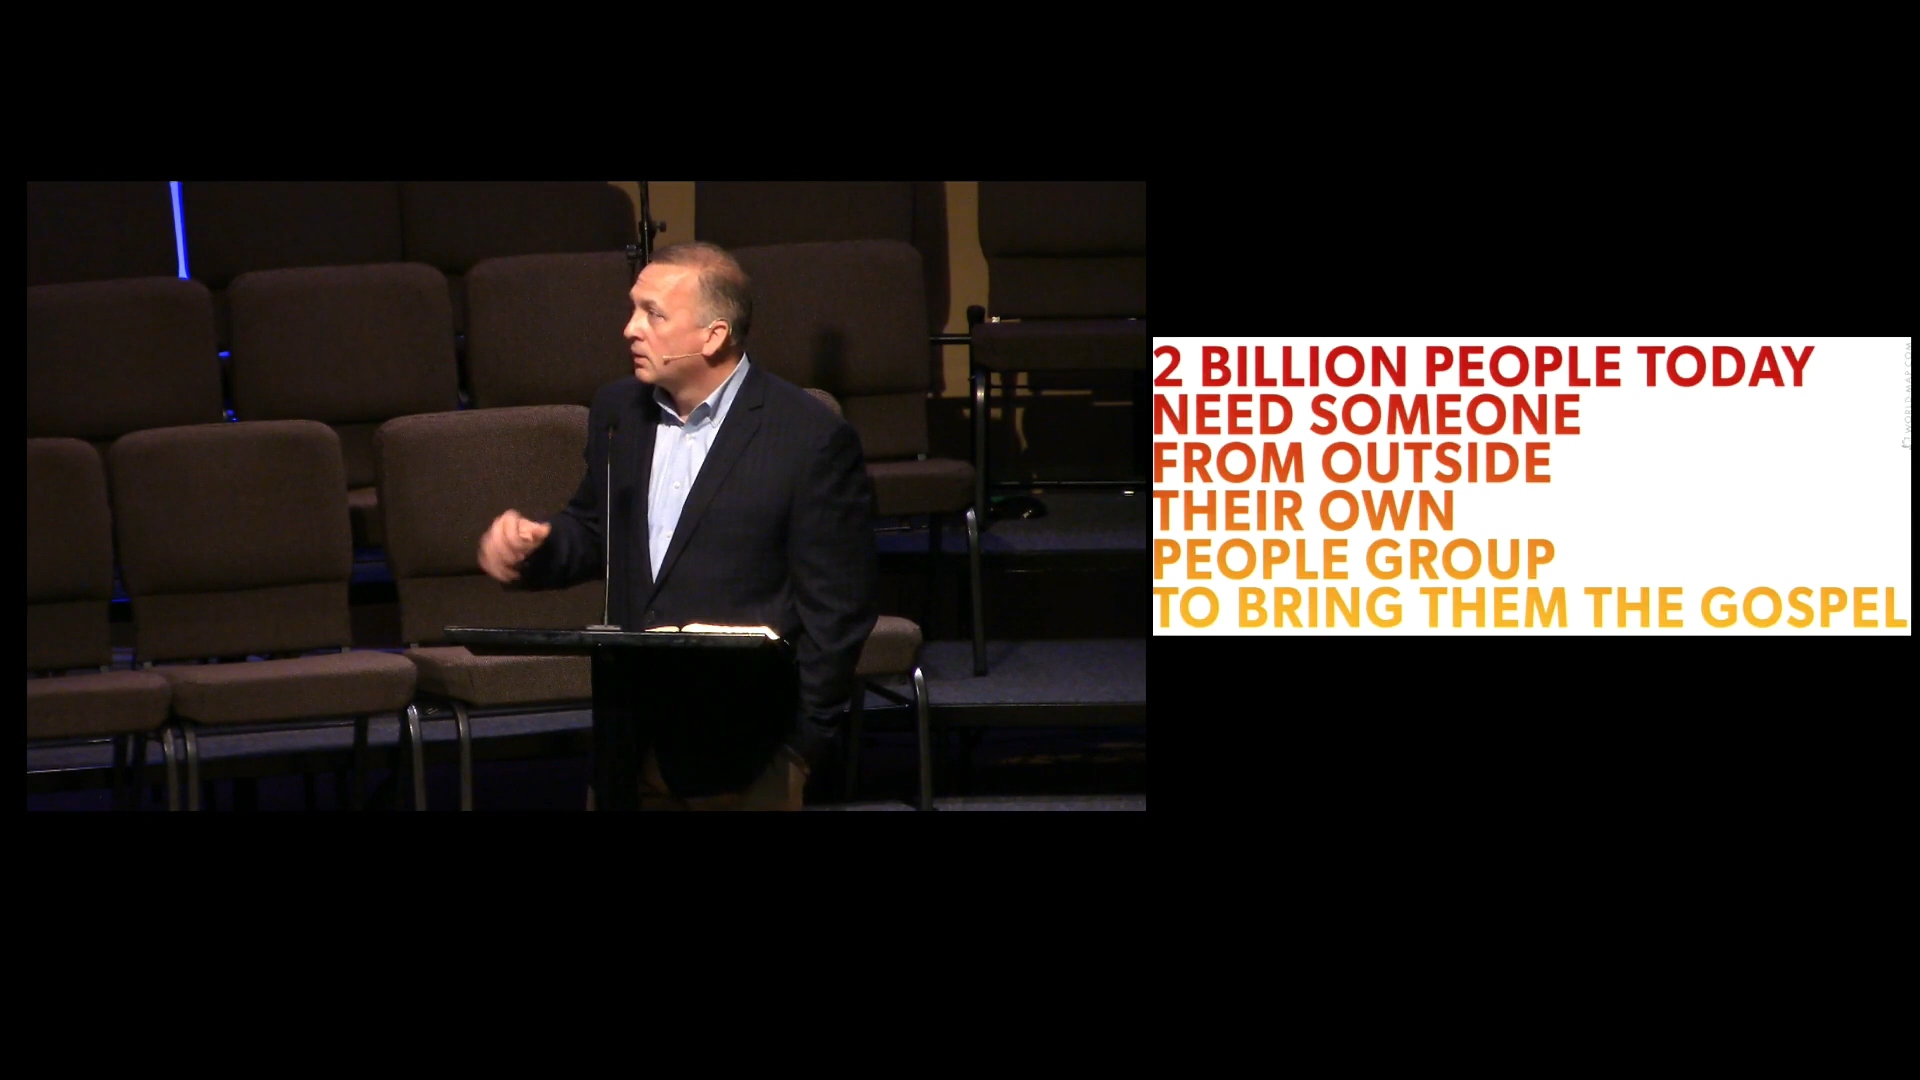 2 BILLION PEOPLE TODAY
NEED SOMEONE
FROM OUTSIDE
THEIR OWN
PEOPLE GROUP
TO BRING THEM THE GOSPEL